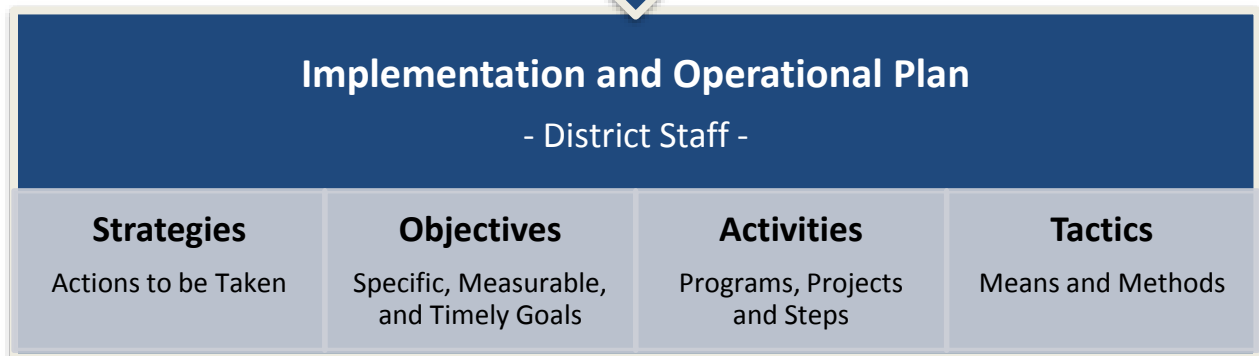 Implementation and Operational Plan
- District Staff -
Strategies
Actions to be Taken
Objectives
Specific, Measurable,
and Timely Goals
Activities
Programs, Projects
and Steps
Tactics
Means and Methods